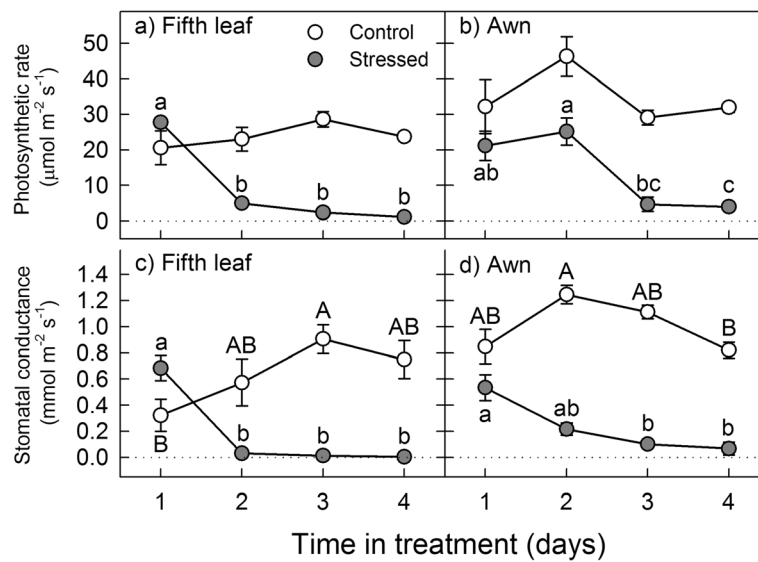 a) Fifth leaf
Control
Stressed
b) Awn
Photosynthetic rate
(μmol m⁻² s⁻¹)
50
40
30
20
10
0
a
b
b
b
ab
a
bc
c
c) Fifth leaf
d) Awn
Stomatal conductance
(mmol m⁻² s⁻¹)
1.4
1.2
1.0
0.8
0.6
0.4
0.2
0.0
a
B
AB
A
AB
b
b
b
AB
A
AB
B
a
ab
b
b
1 2 3 4 1 2 3 4
Time in treatment (days)